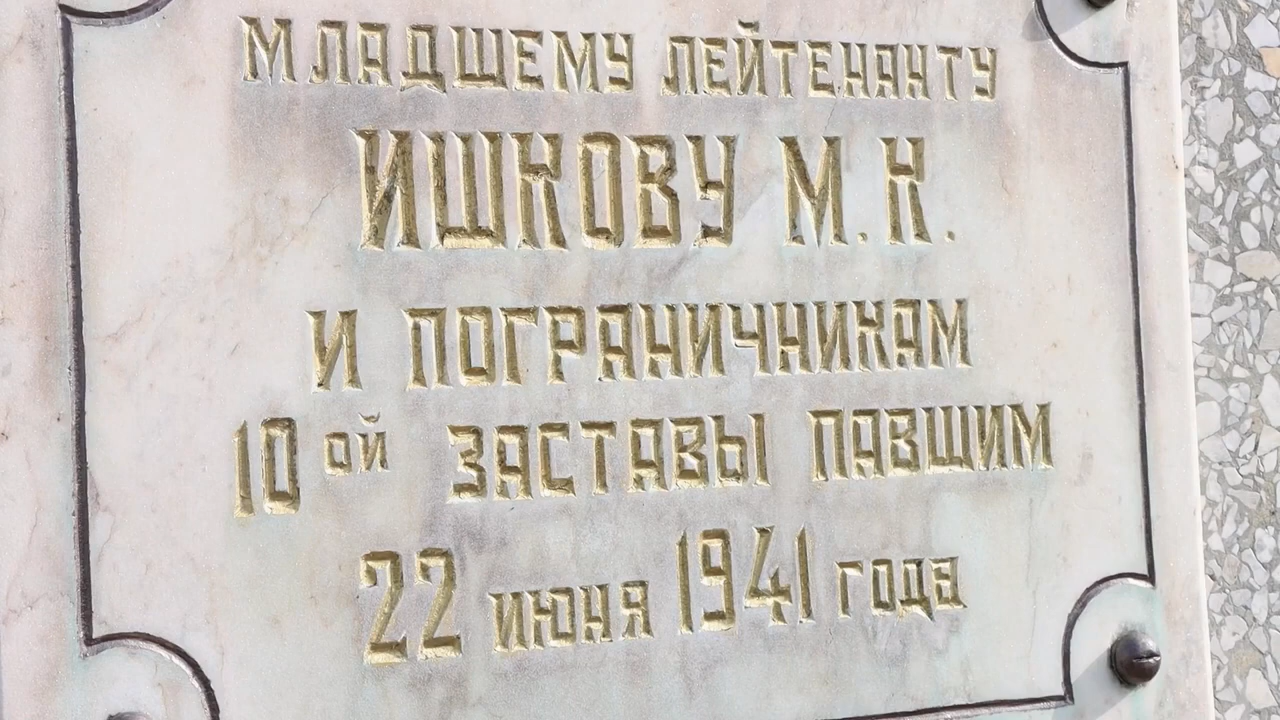 МЛАДШЕМУ ЛЕЙТЕНАНТУ
ИШКОВУ М.К.
И ПОГРАНИЧНИКАМ
10ой ЗАСТАВЫ ПАВШИМ
22 июня 1941 года